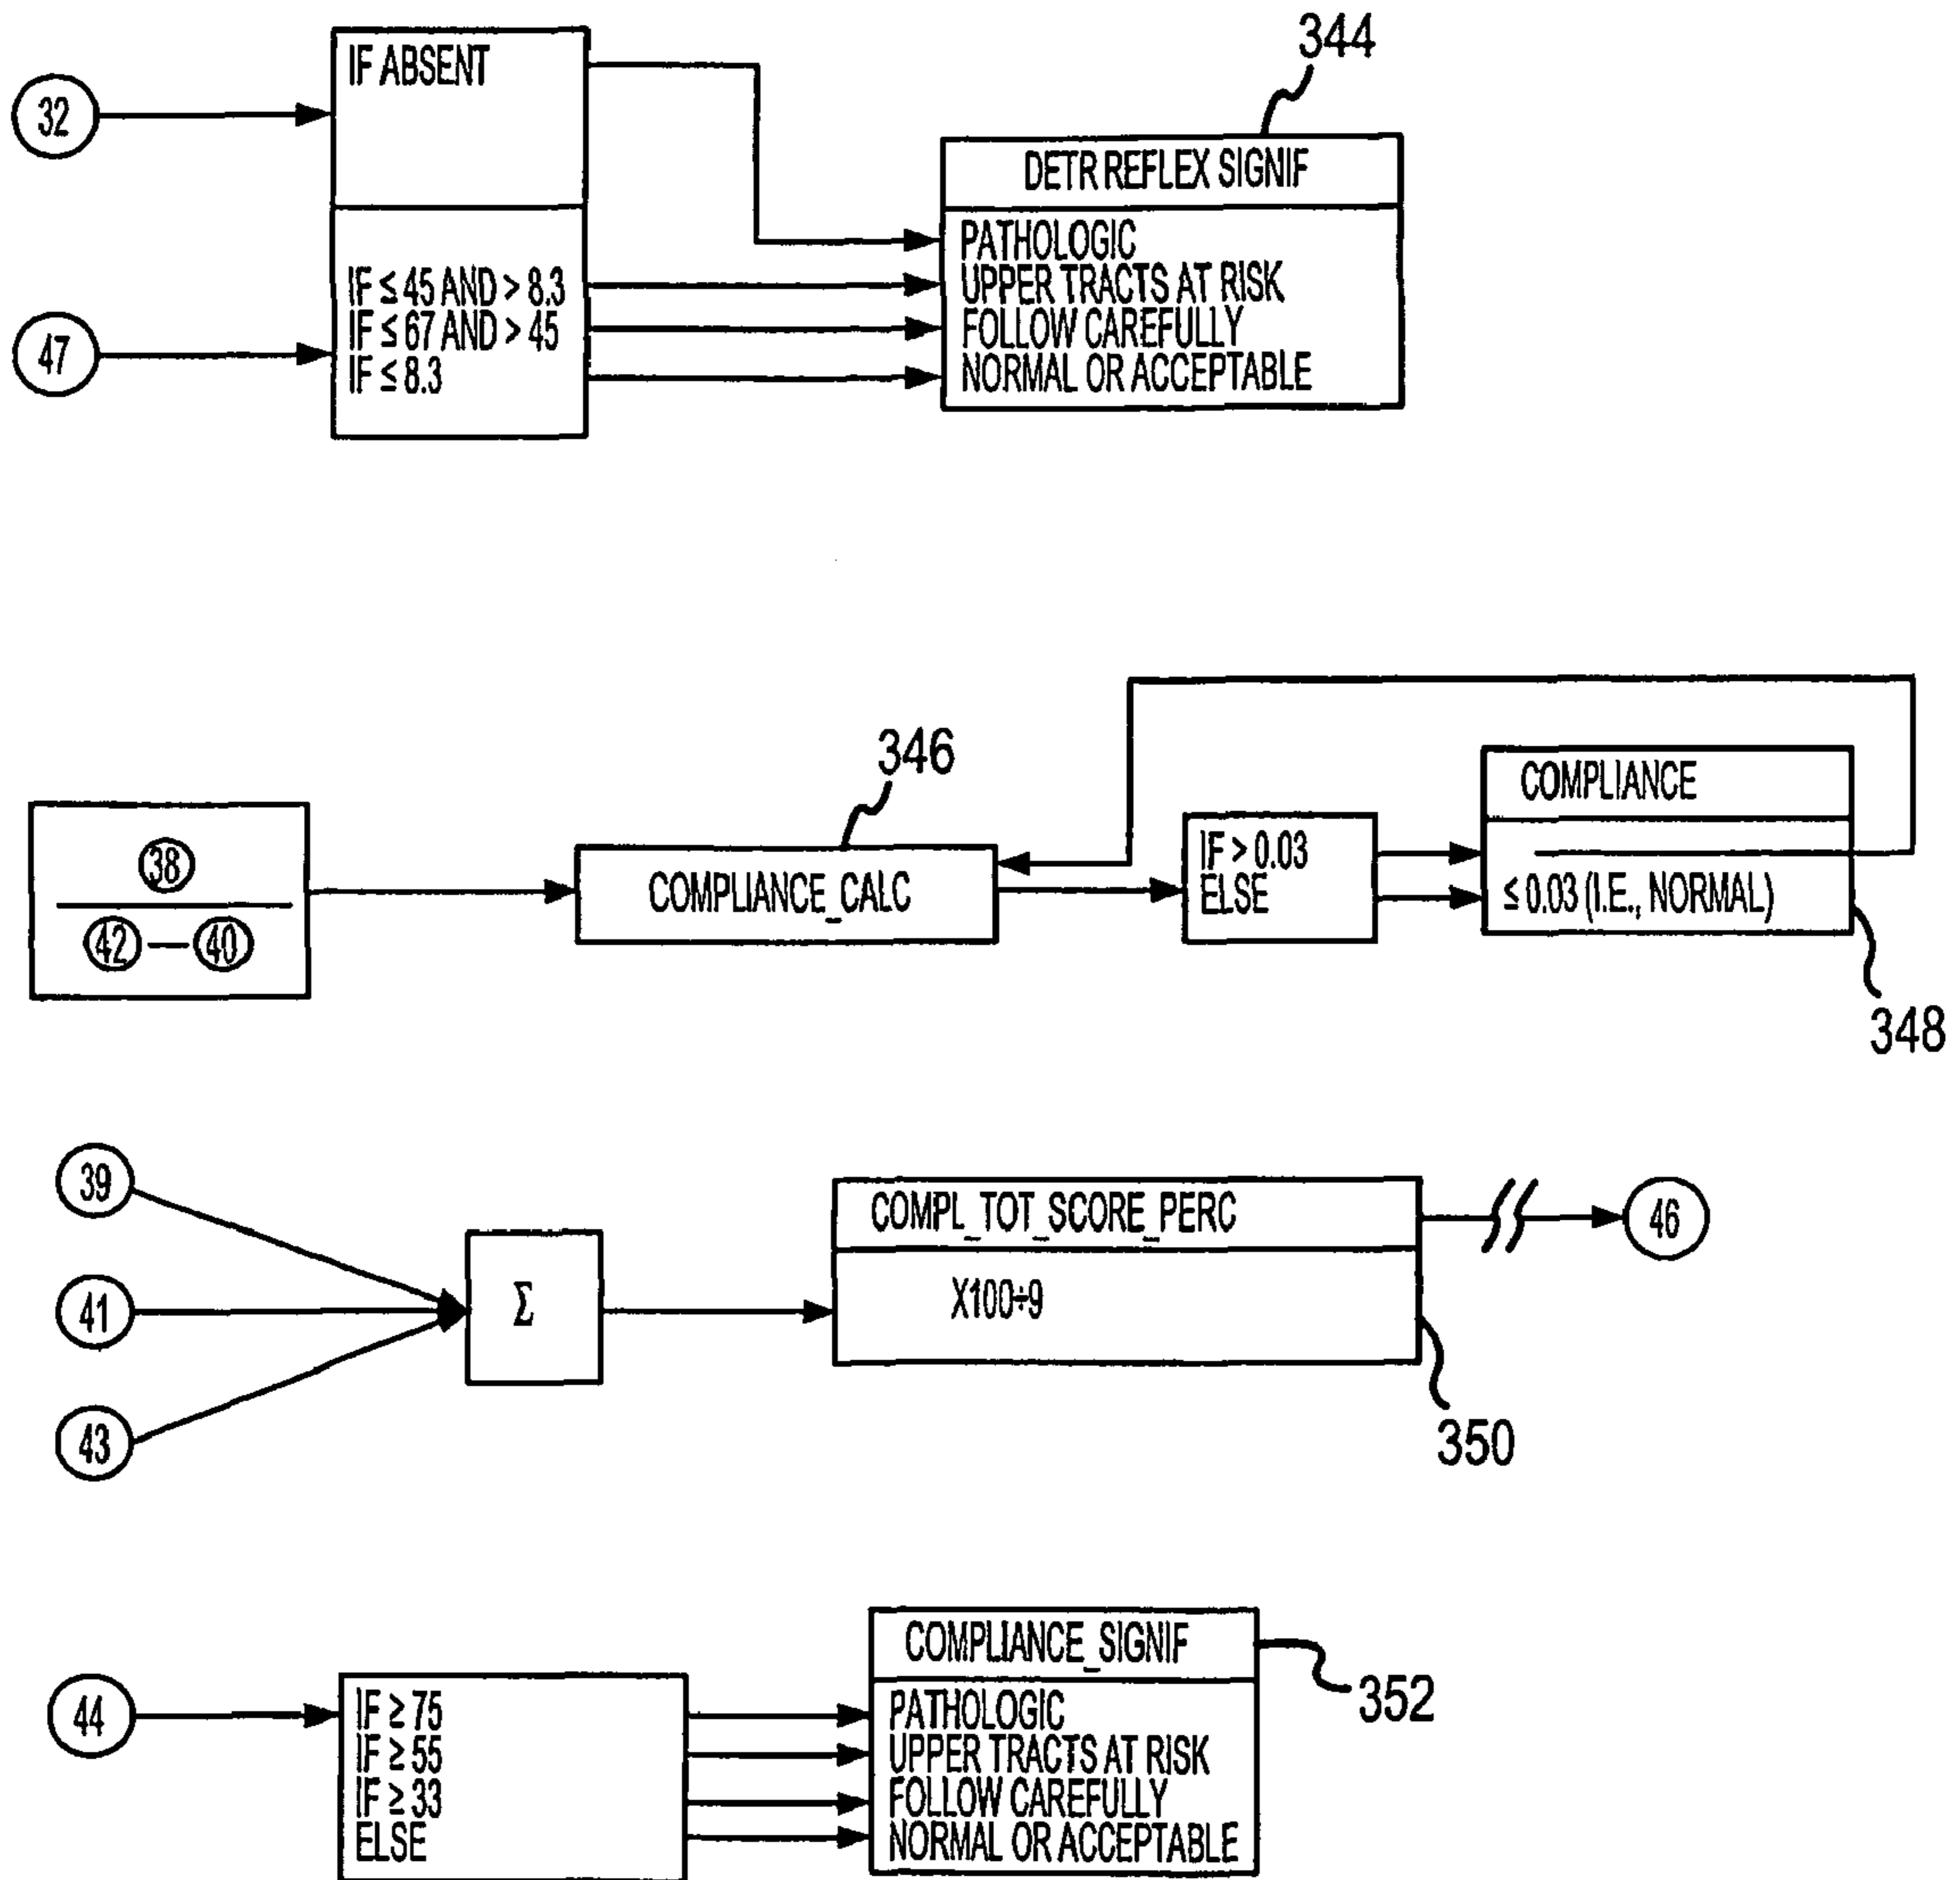 344
IF ABSENT
32
DETR REFLEX SIGNIF
PATHOLOGIC
IF ≤ 45 AND > 8.3
UPPER TRACTS AT RISK
IF ≤ 67 AND > 45
FOLLOW CAREFULLY
47
IF ≤ 8.3
NORMAL OR ACCEPTABLE
346
COMPLIANCE
38
42 — 40
COMPLIANCE_CALC
IF > 0.03
ELSE
≤ 0.03 (I.E., NORMAL)
348
39
COMPL_TOT_SCORE_PERC
46
41
Σ
X100÷9
43
350
COMPLIANCE_SIGNIF
352
44
IF ≥ 75
PATHOLOGIC
IF ≥ 55
UPPER TRACTS AT RISK
IF ≥ 33
FOLLOW CAREFULLY
ELSE
NORMAL OR ACCEPTABLE